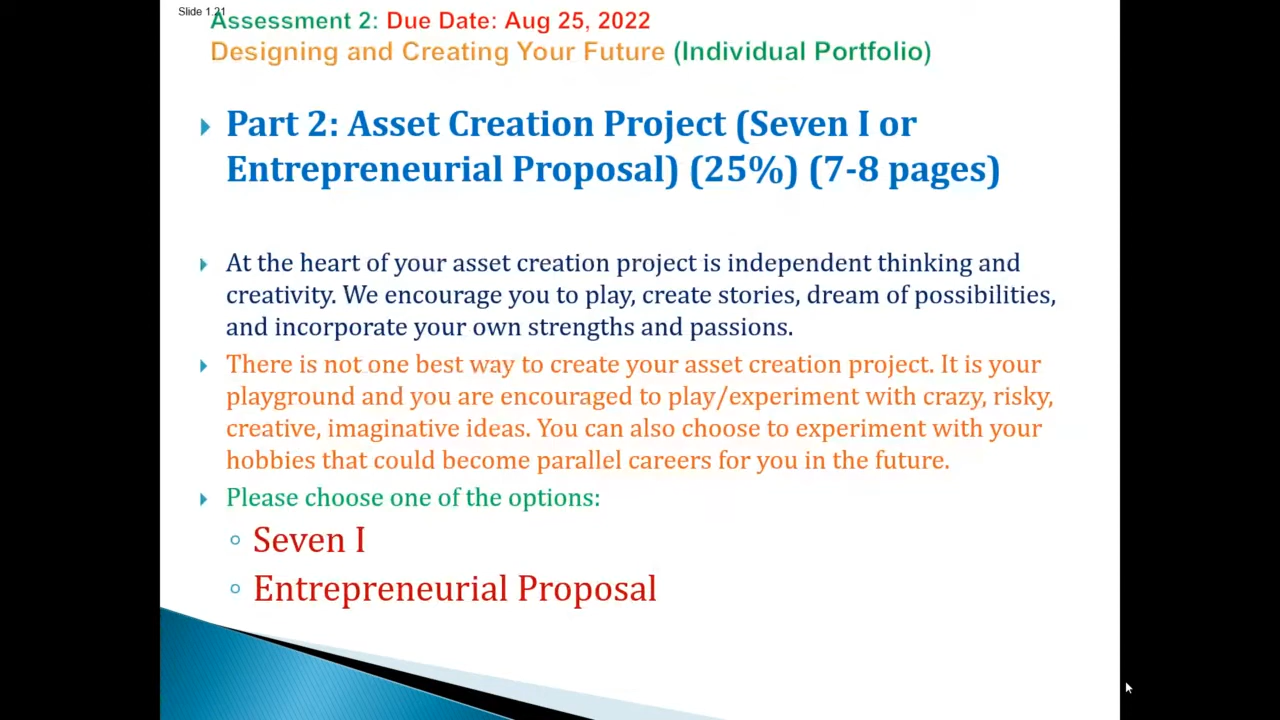 Slide 1.21
Assessment 2: Due Date: Aug 25, 2022
Designing and Creating Your Future (Individual Portfolio)
Part 2: Asset Creation Project (Seven I or
Entrepreneurial Proposal) (25%) (7-8 pages)
At the heart of your asset creation project is independent thinking and
creativity. We encourage you to play, create stories, dream of possibilities,
and incorporate your own strengths and passions.
There is not one best way to create your asset creation project. It is your
playground and you are encouraged to play/experiment with crazy, risky,
creative, imaginative ideas. You can also choose to experiment with your
hobbies that could become parallel careers for you in the future.
Please choose one of the options:
Seven I
Entrepreneurial Proposal